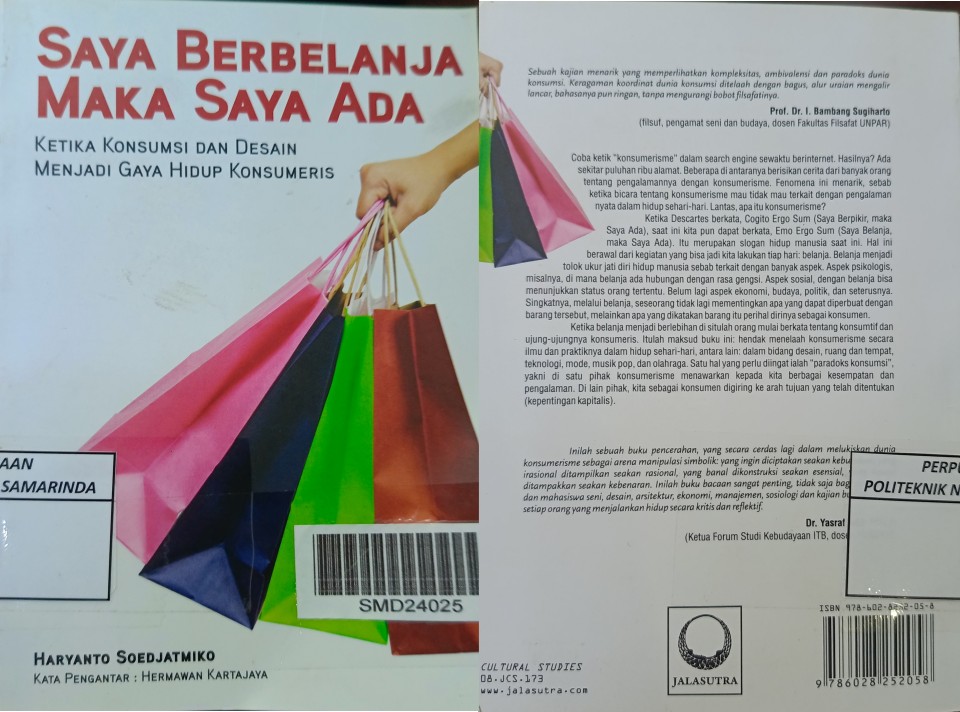 SAYA BERBELANJA
MAKA SAYA ADA
KETIKA KONSUMSI DAN DESAIN
MENJADI GAYA HIDUP KONSUMERIS
AAN
SAMARINDA
SMD24025
HARYANTO SOEDJATMIKO
KATA PENGANTAR : HERMAWAN KARTAJAYA
Sebuah kajian menarik yang memperlihatkan kompleksitas, ambivalensi dan paradoks dunia
konsumsi. Keragaman koordinat dunia konsumsi ditelaah dengan bagus, alur uraian mengalir
lancar, bahasanya pun ringan, tanpa mengurangi bobot filsafatinya.
Prof. Dr. I. Bambang Sugiharto
(filsuf, pengamat seni dan budaya, dosen Fakultas Filsafat UNPAR)
Coba ketik "konsumerisme" dalam search engine sewaktu berinternet. Hasilnya? Ada
sekitar puluhan ribu alamat. Beberapa di antaranya berisikan cerita dari banyak orang
tentang pengalamannya dengan konsumerisme. Fenomena ini menarik, sebab
ketika bicara tentang konsumerisme mau tidak mau terkait dengan pengalaman
nyata dalam hidup sehari-hari. Lantas, apa itu konsumerisme?
Ketika Descartes berkata, Cogito Ergo Sum (Saya Berpikir, maka
Saya Ada), saat ini kita pun dapat berkata, Emo Ergo Sum (Saya Belanja,
maka Saya Ada). Itu merupakan slogan hidup manusia saat ini. Hal ini
berawal dari kegiatan yang bisa jadi kita lakukan tiap hari: belanja. Belanja menjadi
tolok ukur jati diri hidup manusia sebab terkait dengan banyak aspek. Aspek psikologis,
misalnya, di mana belanja ada hubungan dengan rasa gengsi. Aspek sosial, dengan belanja bisa
menunjukkan status orang tertentu. Belum lagi aspek ekonomi, budaya, politik, dan seterusnya.
Singkatnya, melalui belanja, seseorang tidak lagi mementingkan apa yang dapat diperbuat dengan
barang tersebut, melainkan apa yang dikatakan barang itu perihal dirinya sebagai konsumen.
Ketika belanja menjadi berlebihan di situlah orang mulai berkata tentang konsumtif dan
ujung-ujungnya konsumeris. Itulah maksud buku ini: hendak menelaah konsumerisme secara
ilmu dan praktiknya dalam hidup sehari-hari, antara lain: dalam bidang desain, ruang dan tempat,
teknologi, mode, musik pop, dan olahraga. Satu hal yang perlu diingat ialah "paradoks konsumsi",
yakni di satu pihak konsumerisme menawarkan kepada kita berbagai kesempatan dan
pengalaman. Di lain pihak, kita sebagai konsumen digiring ke arah tujuan yang telah ditentukan
(kepentingan kapitalis).
Inilah sebuah buku pencerahan, yang secara cerdas lagi dalam melukiskan dunia
konsumerisme sebagai arena manipulasi simbolik: yang ingin diciptakan seakan kebu
irasional ditampilkan seakan rasional, yang banal dikonstruksi seakan esensial,
ditampakkan seakan kebenaran. Inilah buku bacaan sangat penting, tidak saja bag
dan mahasiswa seni, desain, arsitektur, ekonomi, manajemen, sosiologi dan kajian bu
setiap orang yang menjalankan hidup secara kritis dan reflektif.
Dr. Yasraf
(Ketua Forum Studi Kebudayaan ITB, dose
PERPU
POLITEKNIK N
CULTURAL STUDIES
08.JCS.173
www.jalasutra.com
JALASUTRA
ISBN 978-602-8252-05-8
9 786028 252058